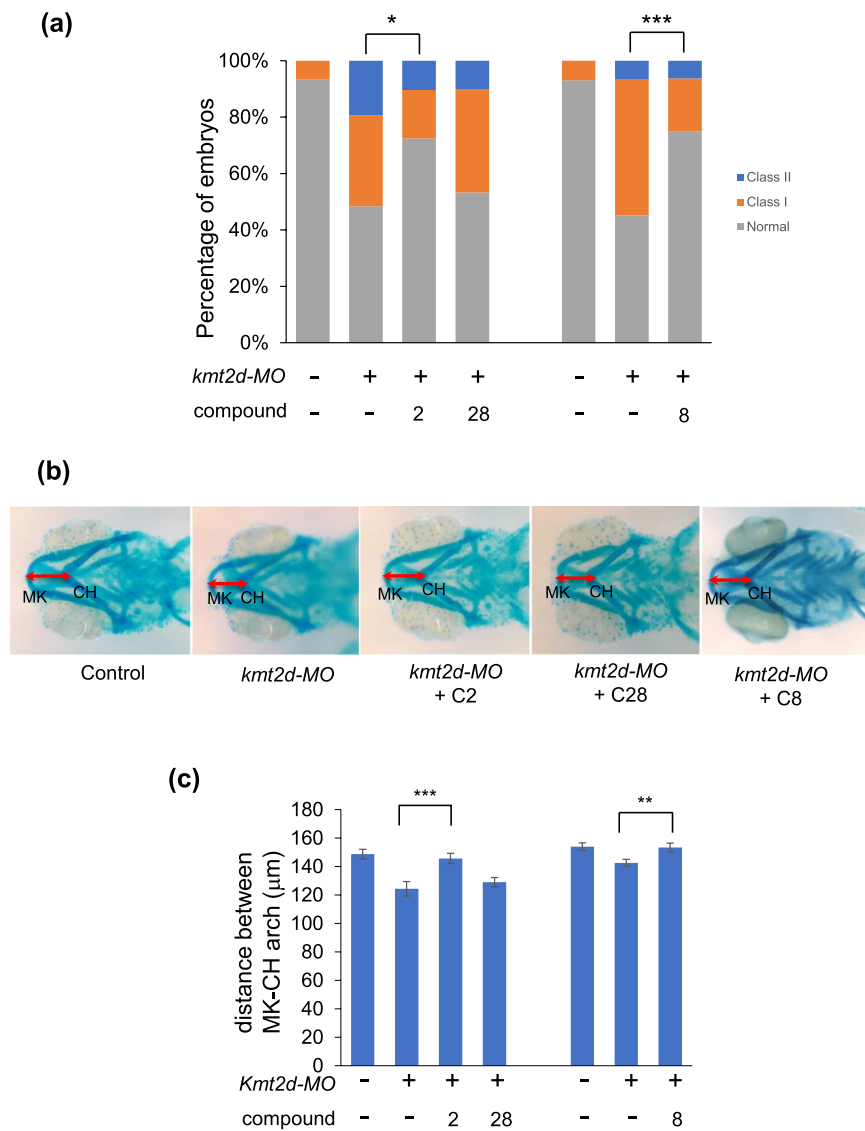 (a)
* ***
100%
80%
60%
40%
20%
0%
Percentage of embryos
Class II
Class I
Normal
kmt2d-MO - + + + - + +
compound - - 2 28 - - 8
(b)
MK CH MK CH MK CH MK CH MK CH
Control kmt2d-MO kmt2d-MO kmt2d-MO kmt2d-MO
+ C2 + C28 + C8
(c)
*** **
180
160
140
120
100
80
60
40
20
0
distance between
MK-CH arch (μm)
Kmt2d-MO - + + + - + +
compound - - 2 28 - - 8